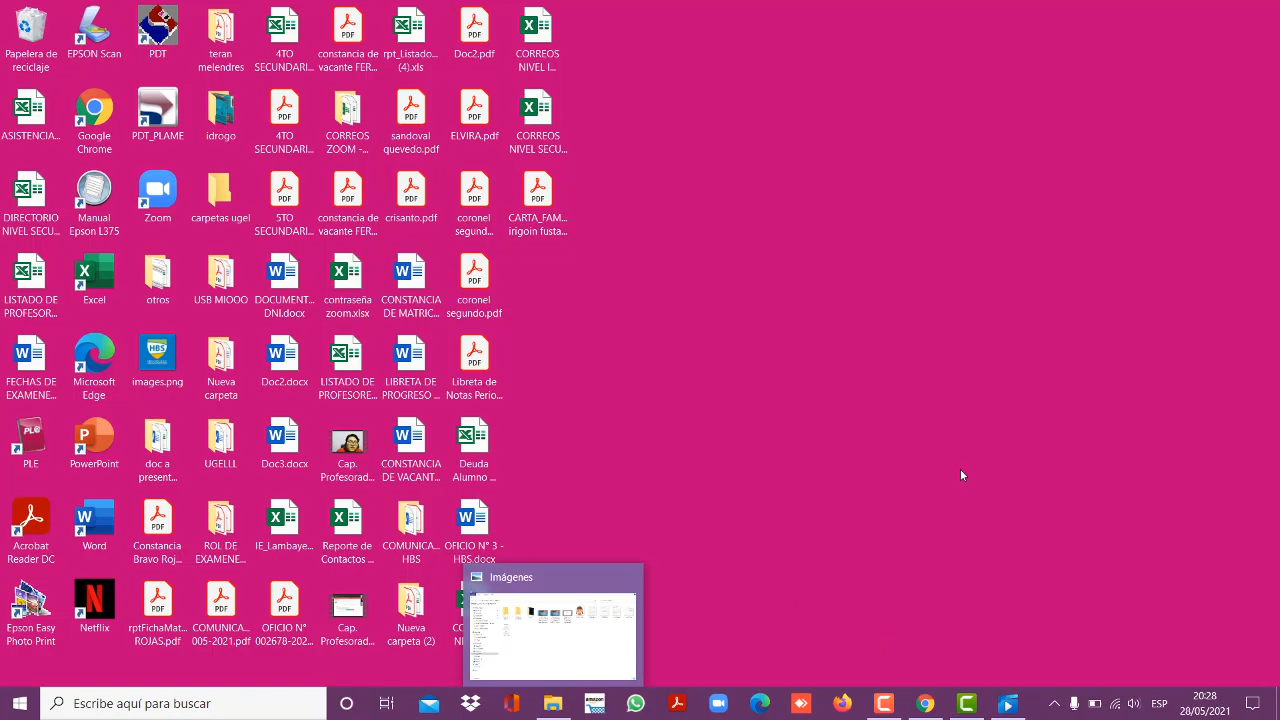 Papelera de
reciclaje
EPSON Scan
PDT
teran
melendres
4TO
SECUNDARI...
constancia de
vacante FER...
rpt_Listado...
(4).xls
Doc2.pdf
CORREOS
NIVEL I...
ASISTENCIA...
Google
Chrome
PDT_PLAME
idrogo
4TO
SECUNDARI...
CORREOS
ZOOM -...
sandoval
quevedo.pdf
ELVIRA.pdf
CORREOS
NIVEL SECU...
DIRECTORIO
NIVEL SECU...
Manual
Epson L375
Zoom
carpetas ugel
5TO
SECUNDARI...
constancia de
vacante FER...
crisanto.pdf
coronel
segund...
CARTA_FAM...
irigoin fusta...
LISTADO DE
PROFESOR...
Excel
otros
USB MIOOO
DOCUMENT...
DNI.docx
contraseña
zoom.xlsx
CONSTANCIA
DE MATRIC...
coronel
segundo.pdf
FECHAS DE
EXAMENE...
Microsoft
Edge
HBS
images.png
Nueva
carpeta
Doc2.docx
LISTADO DE
PROFESORE...
LIBRETA DE
PROGRESO ...
Libreta de
Notas Perio...
PLE
PowerPoint
doc a
present...
UGELLL
Doc3.docx
Cap.
Profesorad...
CONSTANCIA
DE VACANT...
Deuda
Alumno ...
Acrobat
Reader DC
Word
Constancia
Bravo Roj...
ROL DE
EXAMENE...
IE_Lambaye...
Reporte de
Contactos ...
COMUNICA...
HBS
OFICIO N° 3 -
HBS.docx
Epson Easy
Photo Print
Netflix
rptFichaMat...
ROJAS.pdf
COMUNICA...
005-2021.pdf
OFICIO N°
002678-202...
Cap.
Profesorad...
Nueva
carpeta (2)
Imágenes
Escribe aquí para buscar
amazon
ESP
20:28
28/05/2021